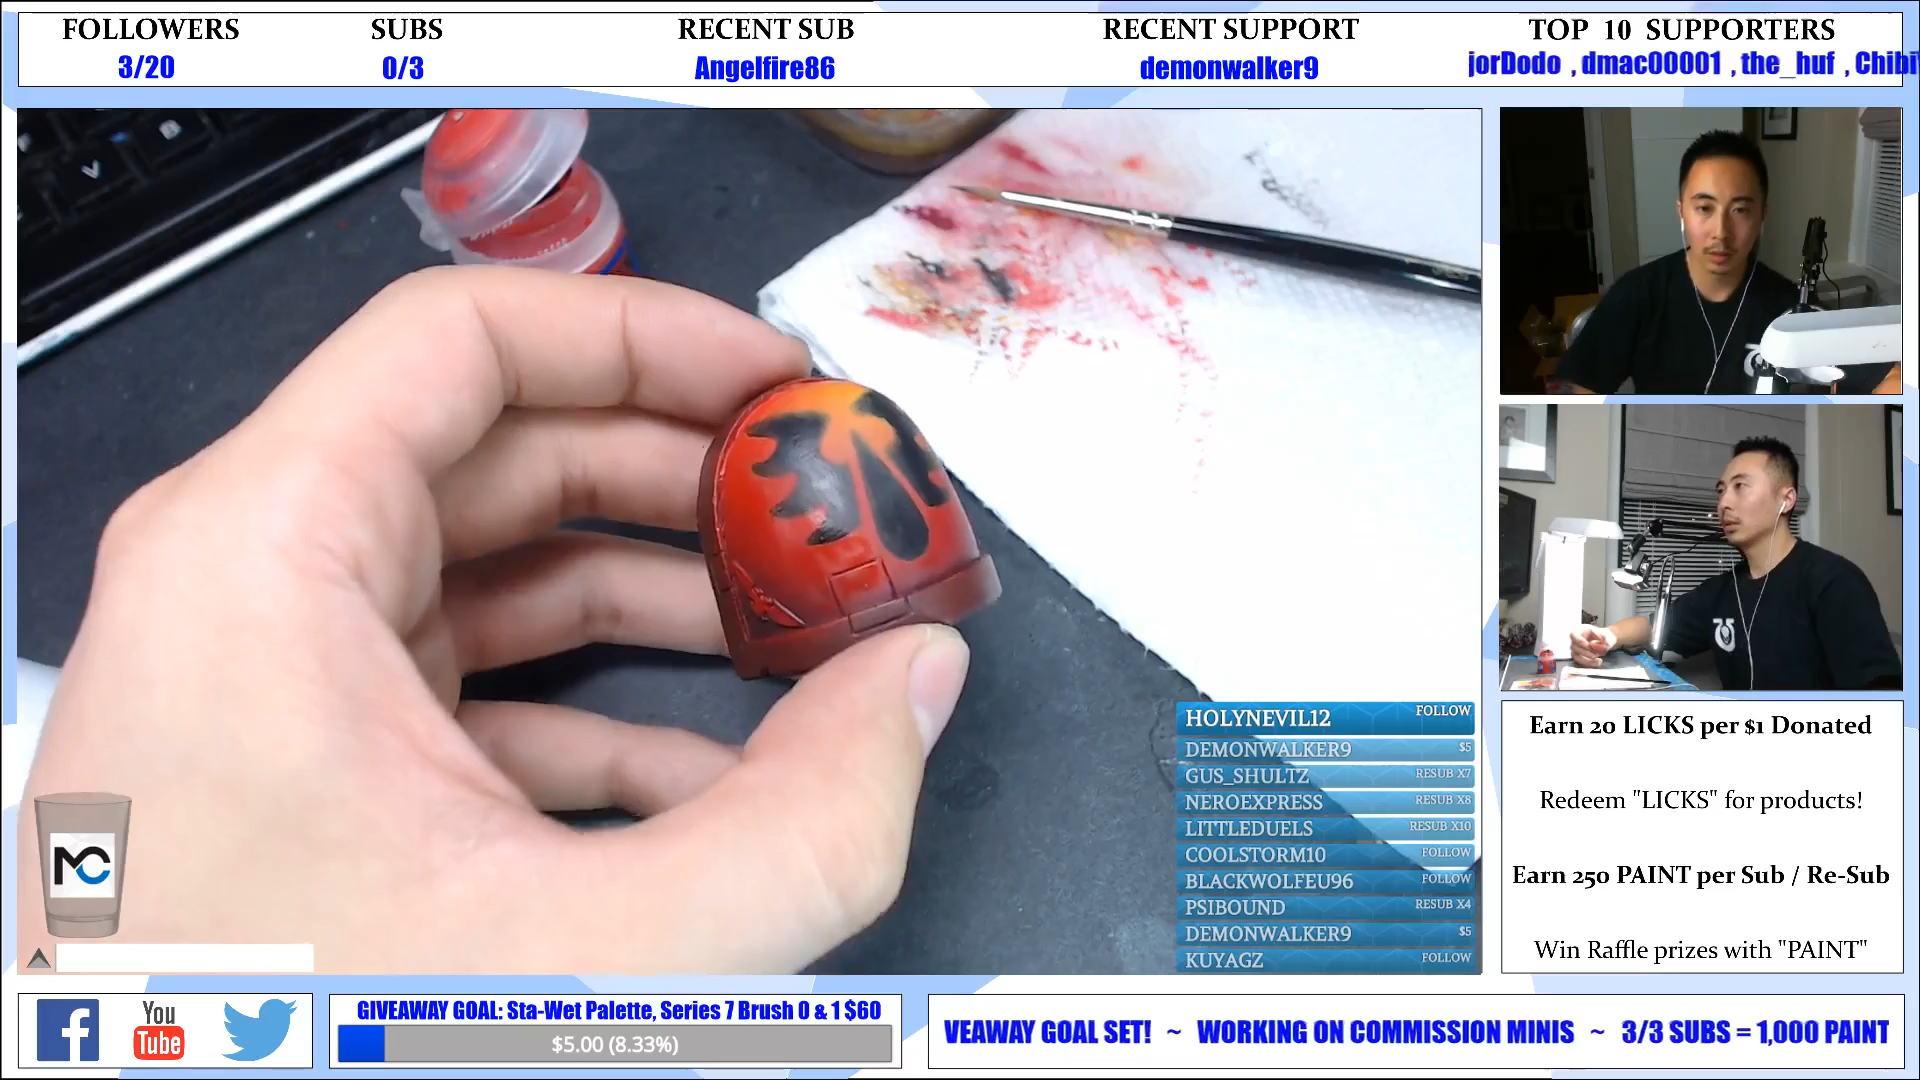 FOLLOWERS
3/20
SUBS
0/3
RECENT SUB
Angelfire86
RECENT SUPPORT
demonwalker9
TOP 10 SUPPORTERS
jorDodo , dmac00001 , the_huf , Chibi
V
B
HOLYNEVIL12 FOLLOW
DEMONWALKER9 $5
GUS_SHULTZ RESUB X7
NEROEXPRESS RESUB X8
LITTLEDUELS RESUB X10
COOLSTORM10 FOLLOW
BLACKWOLFEU96 FOLLOW
PSIBOUND RESUB X4
DEMONWALKER9 $5
KUYAGZ FOLLOW
Earn 20 LICKS per $1 Donated
Redeem "LICKS" for products!
Earn 250 PAINT per Sub / Re-Sub
Win Raffle prizes with "PAINT"
MC
f
You
Tube
GIVEAWAY GOAL: Sta-Wet Palette, Series 7 Brush 0 & 1 $60
$5.00 (8.33%)
VEAWAY GOAL SET! ~ WORKING ON COMMISSION MINIS ~ 3/3 SUBS = 1,000 PAINT